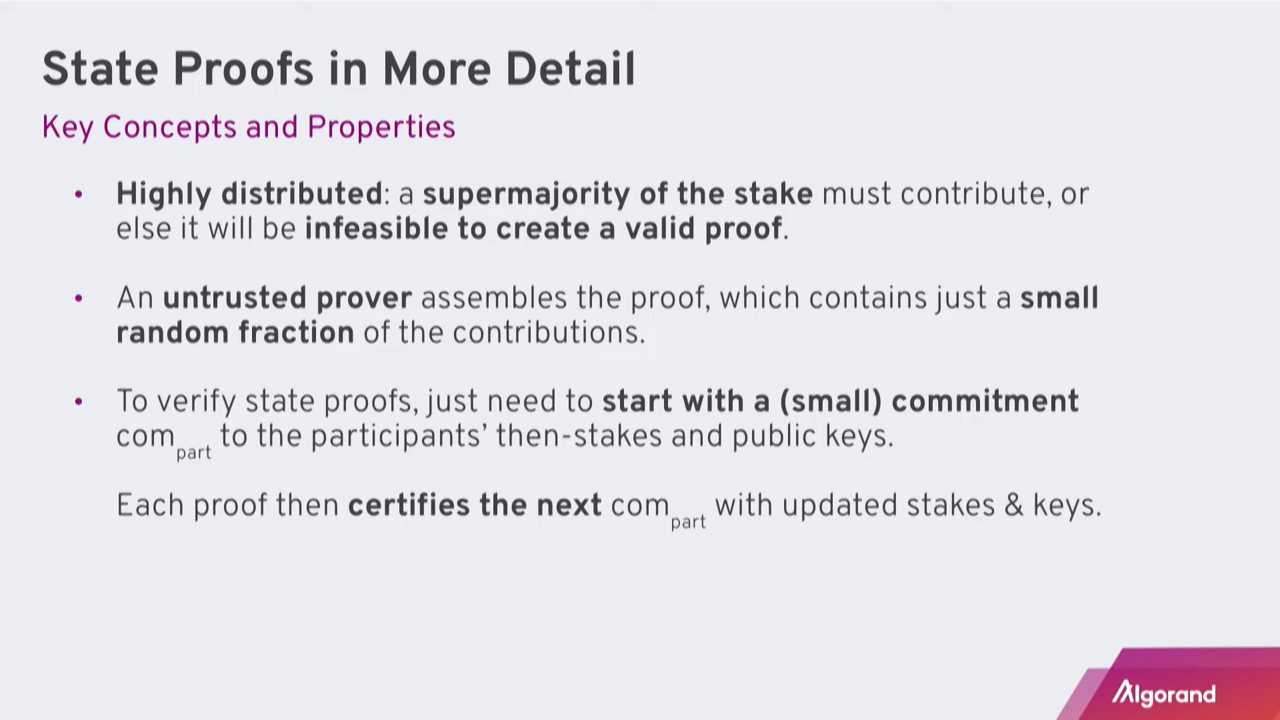 State Proofs in More Detail
Key Concepts and Properties
• Highly distributed: a supermajority of the stake must contribute, or
else it will be infeasible to create a valid proof.
• An untrusted prover assembles the proof, which contains just a small
random fraction of the contributions.
• To verify state proofs, just need to start with a (small) commitment
com_part to the participants’ then-stakes and public keys.
Each proof then certifies the next com_part with updated stakes & keys.
Algorand